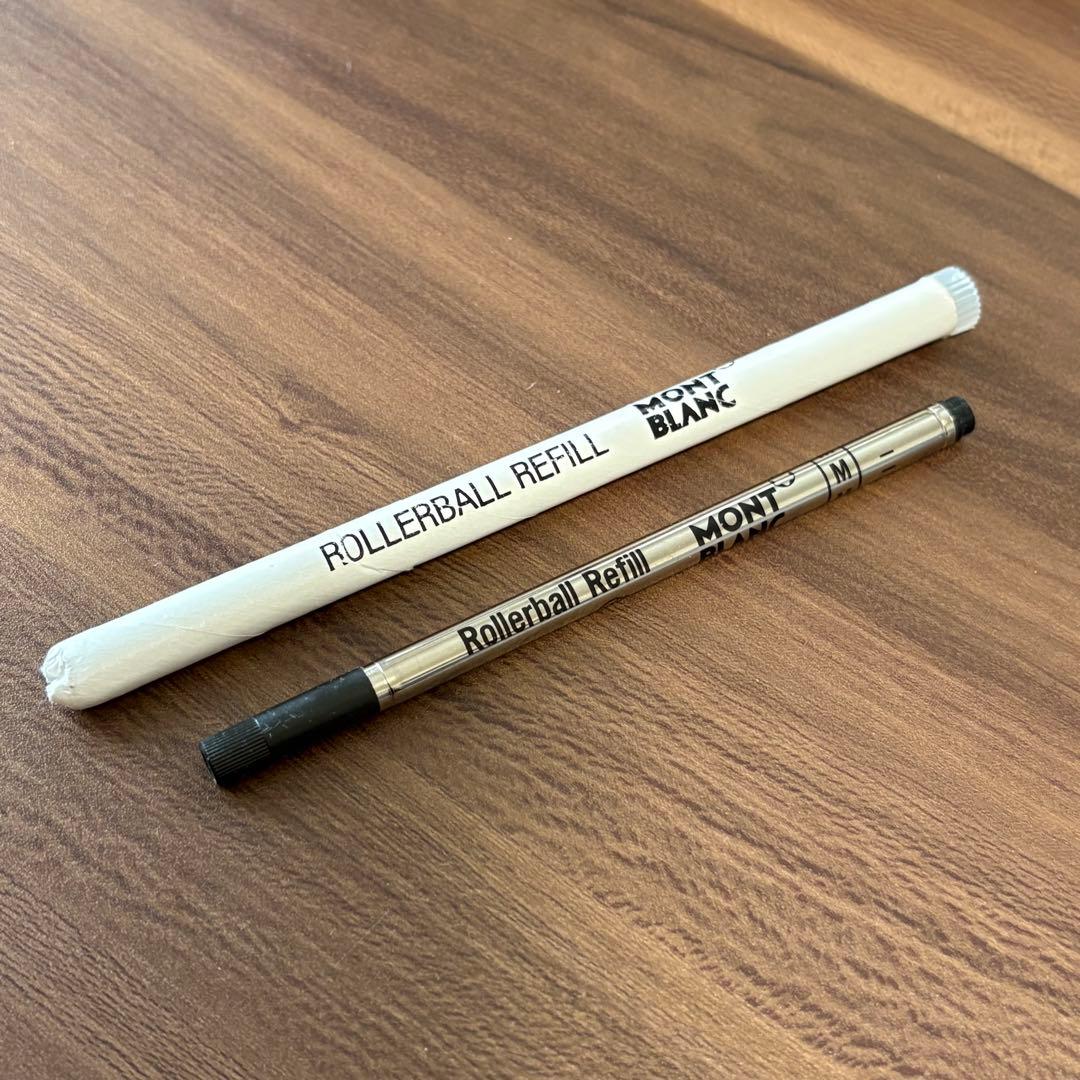 ROLLERBALL REFILL
MONT
BLANC
Rollerball Refill
MONT
BLANC
M